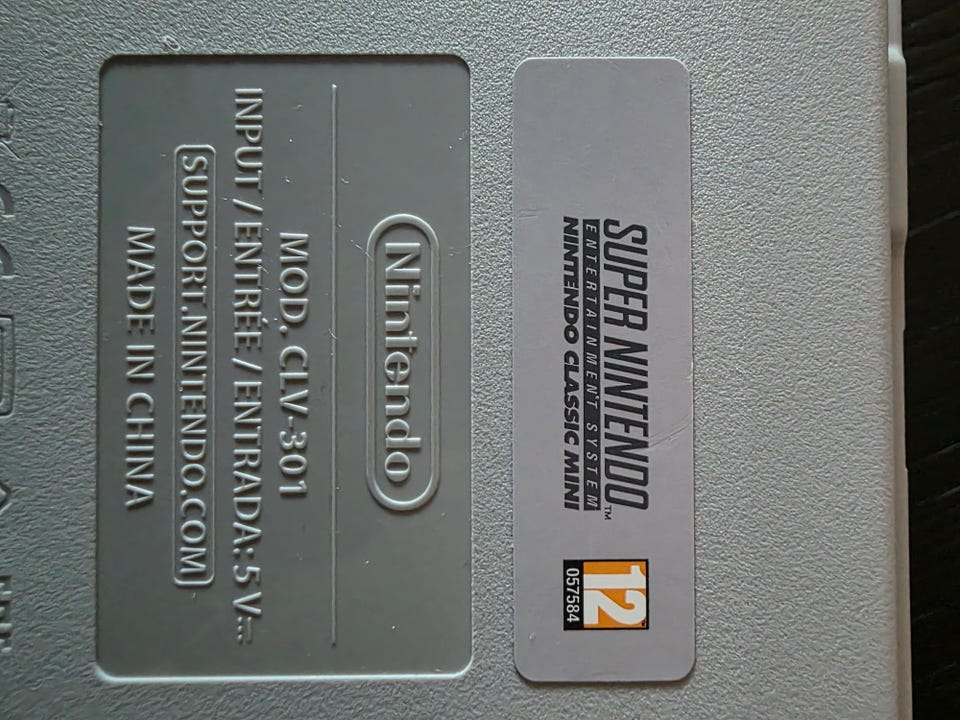 SUPER NINTENDO™
ENTERTAINMENT SYSTEM
NINTENDO CLASSIC MINI
12
057584
Nintendo
MOD. CLV-301
INPUT / ENTRÉE / ENTRADA: 5 V⎓
SUPPORT.NINTENDO.COM
MADE IN CHINA